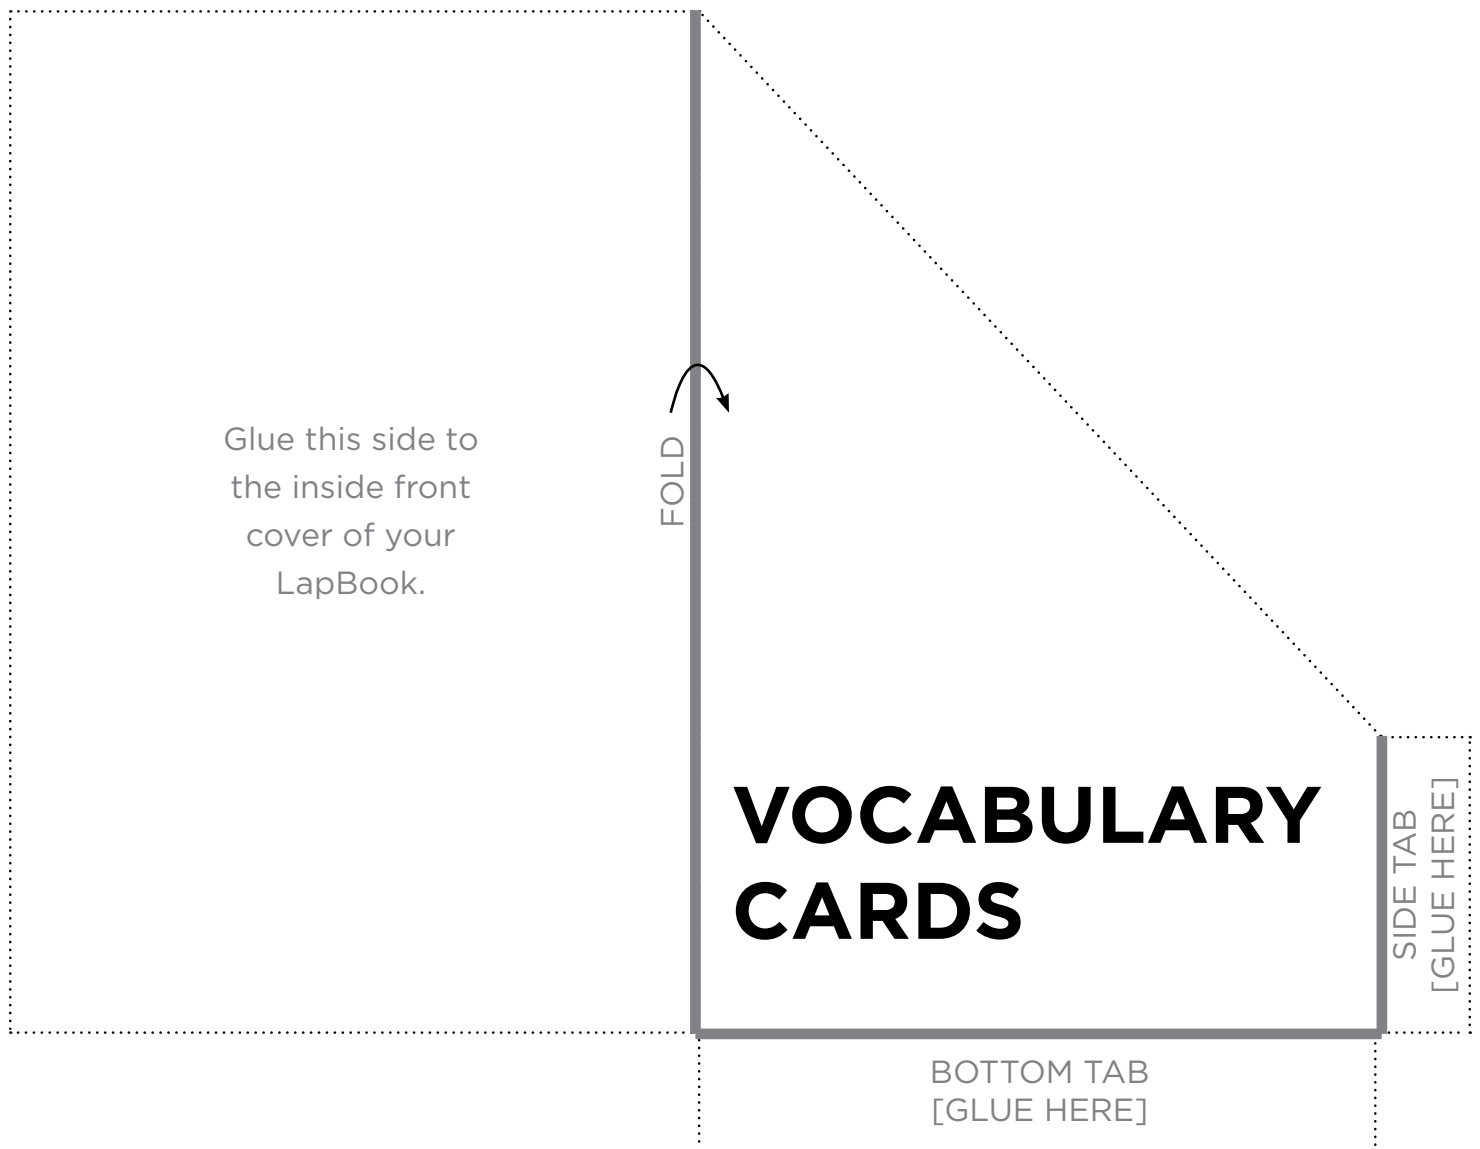 Glue this side to
the inside front
cover of your
LapBook.
FOLD
VOCABULARY
CARDS
SIDE TAB
[GLUE HERE]
BOTTOM TAB
[GLUE HERE]